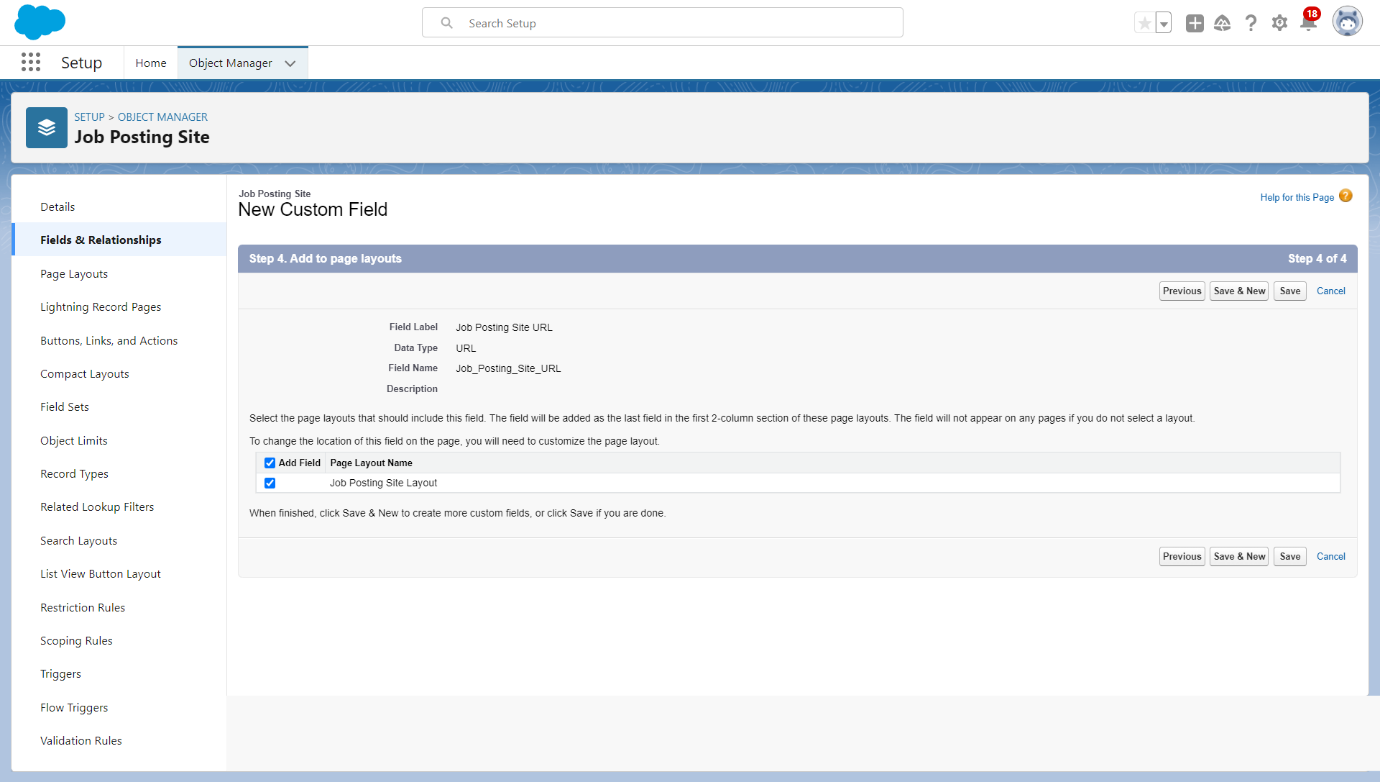 Search Setup
18
Setup
Home
Object Manager
SETUP > OBJECT MANAGER
Job Posting Site
Details
Fields & Relationships
Page Layouts
Lightning Record Pages
Buttons, Links, and Actions
Compact Layouts
Field Sets
Object Limits
Record Types
Related Lookup Filters
Search Layouts
List View Button Layout
Restriction Rules
Scoping Rules
Triggers
Flow Triggers
Validation Rules
Job Posting Site
New Custom Field
Help for this Page ?
Step 4. Add to page layouts Step 4 of 4
Previous Save & New Save Cancel
Field Label Job Posting Site URL
Data Type URL
Field Name Job_Posting_Site_URL
Description
Select the page layouts that should include this field. The field will be added as the last field in the first 2-column section of these page layouts. The field will not appear on any pages if you do not select a layout.
To change the location of this field on the page, you will need to customize the page layout.
Add Field Page Layout Name
Job Posting Site Layout
When finished, click Save & New to create more custom fields, or click Save if you are done.
Previous Save & New Save Cancel